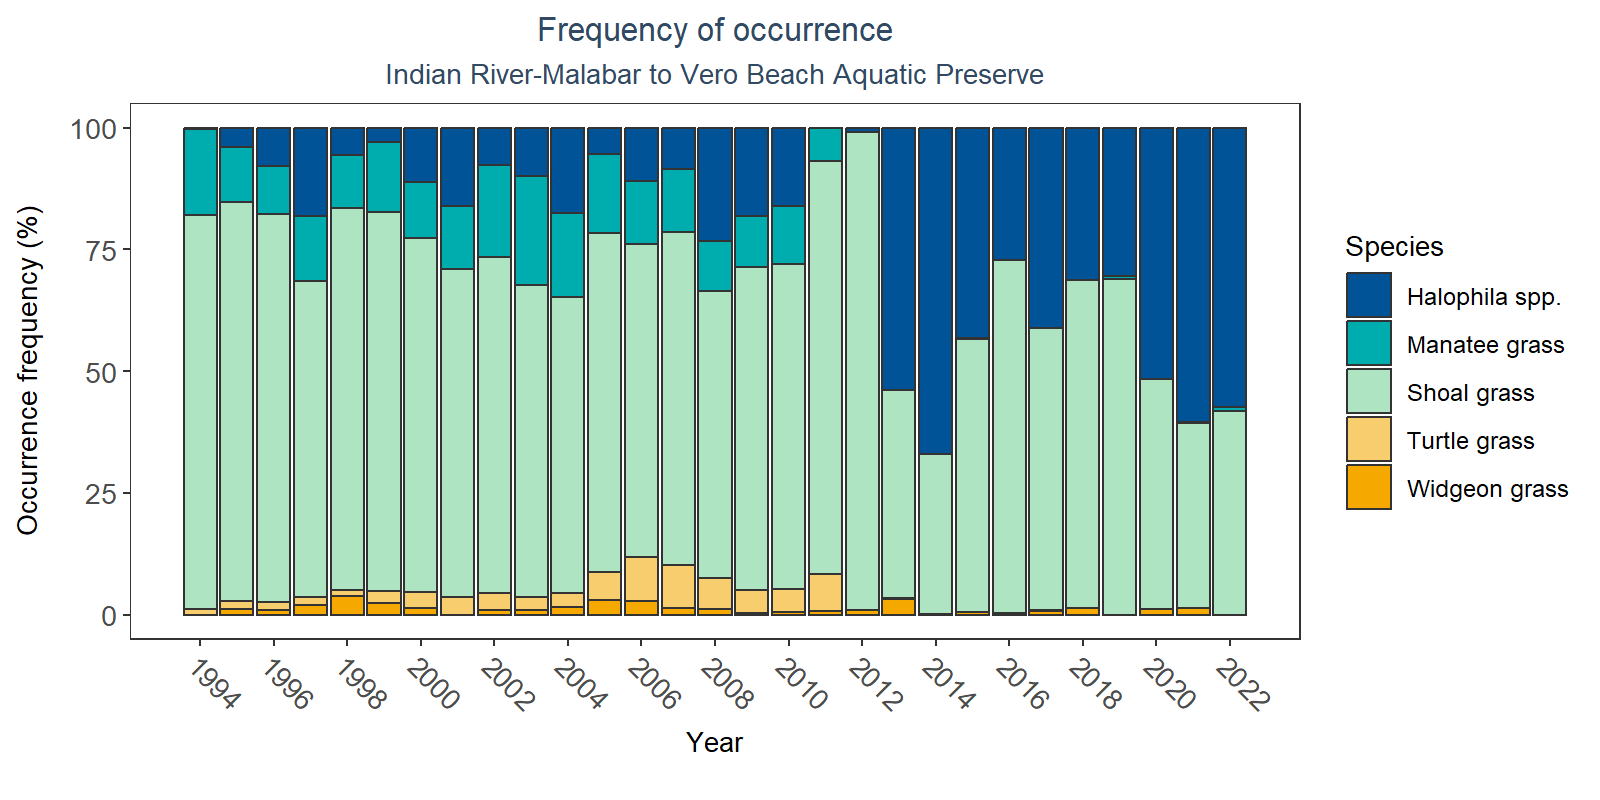 Frequency of occurrence
Indian River-Malabar to Vero Beach Aquatic Preserve
Occurrence frequency (%)
100
75
50
25
0
1994
1996
1998
2000
2002
2004
2006
2008
2010
2012
2014
2016
2018
2020
2022
Year
Species
Halophila spp.
Manatee grass
Shoal grass
Turtle grass
Widgeon grass